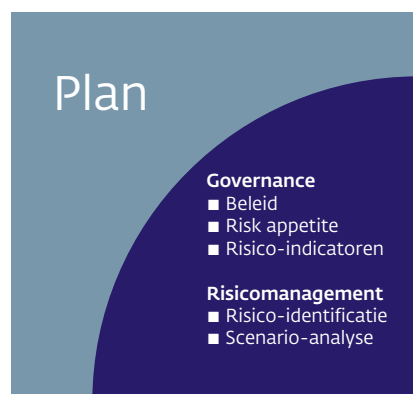 Plan
Governance
■ Beleid
■ Risk appetite
■ Risico-indicatoren
Risicomanagement
■ Risico-identificatie
■ Scenario-analyse